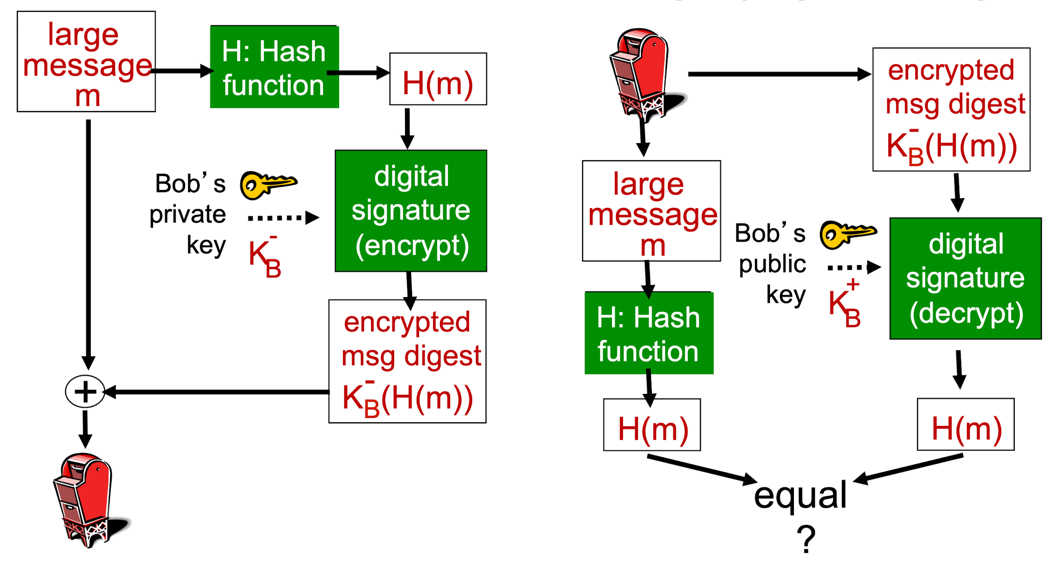 large
message
m
H: Hash
function
H(m)
Bob’s
private
key
K_B^-
digital
signature
(encrypt)
encrypted
msg digest
K_B^-(H(m))
+
large
message
m
H: Hash
function
H(m)
encrypted
msg digest
K_B^-(H(m))
Bob’s
public
key
K_B^+
digital
signature
(decrypt)
H(m)
equal
?